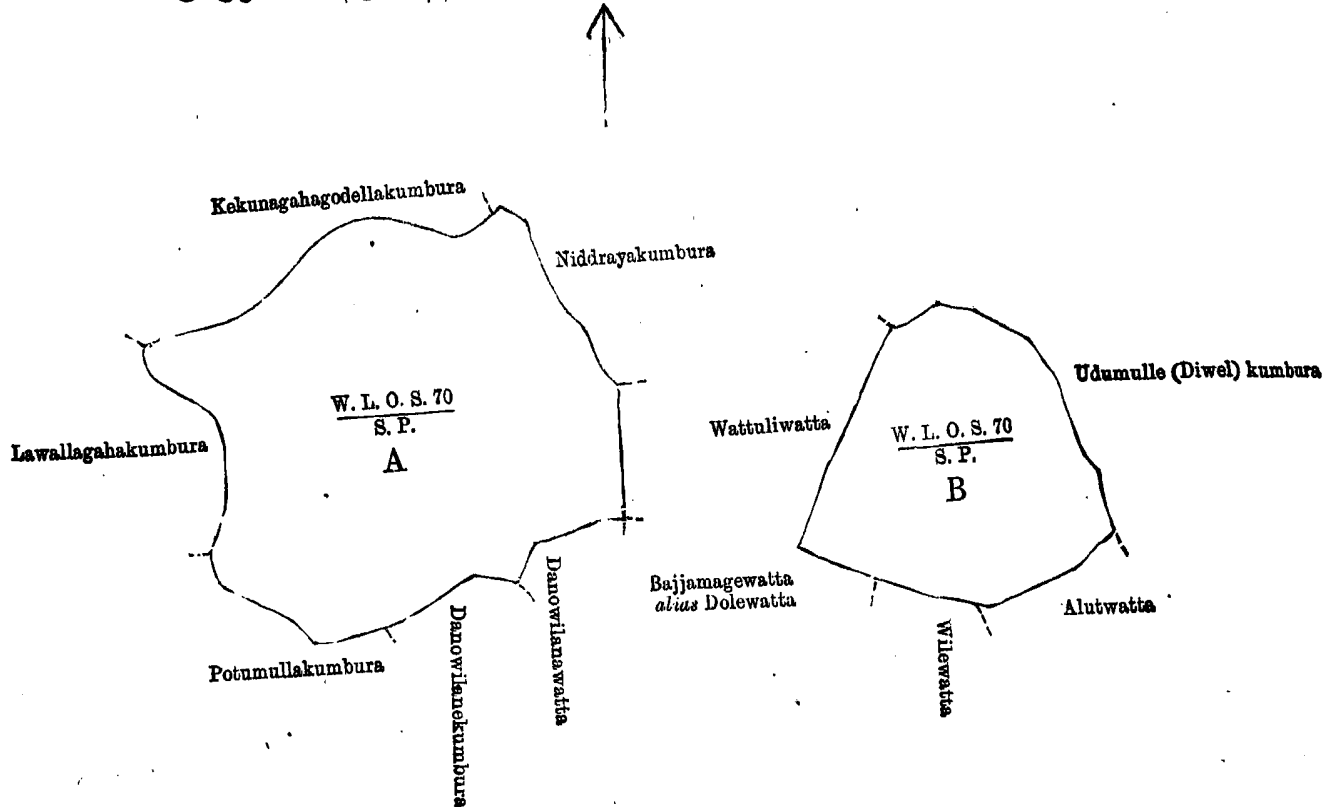 Kekunagahagodellakumbura
Niddrayakumbura
Udumulle (Diwel) kumbura
W. L. O. S. 70
S. P.
A
Wattuliwatta
W. L. O. S. 70
S. P.
B
Lawallagahakumbura
Bajjamagewatta
alias Dolewatta
Alutwatta
Danowilanawatta
Wilewatta
Potumullakumbura
Danowilanekumbura